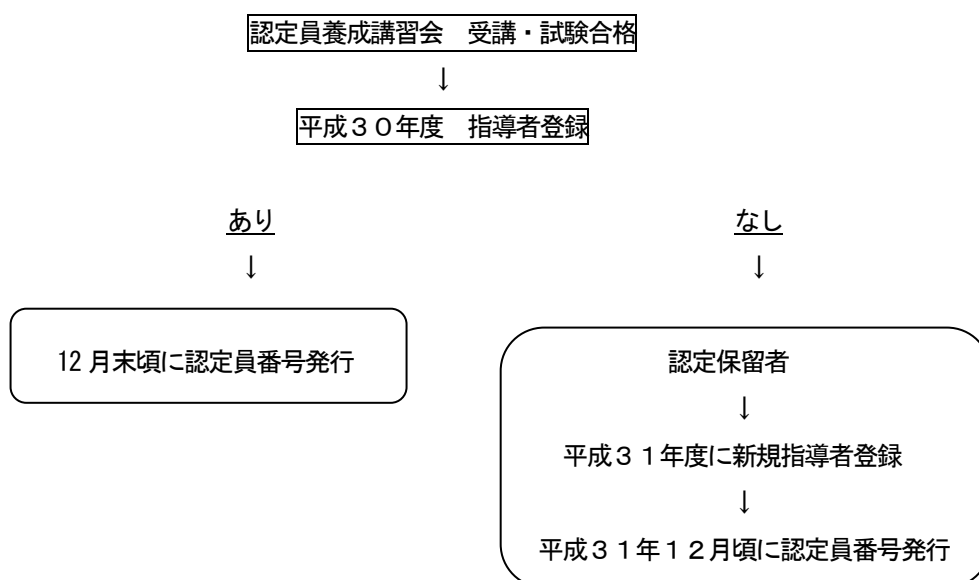 認定員養成講習会　受講・試験合格
↓
平成３０年度　指導者登録
あり
なし
↓
↓
12 月末頃に認定員番号発行
認定保留者
↓
平成３１年度に新規指導者登録
↓
平成３１年１２月頃に認定員番号発行